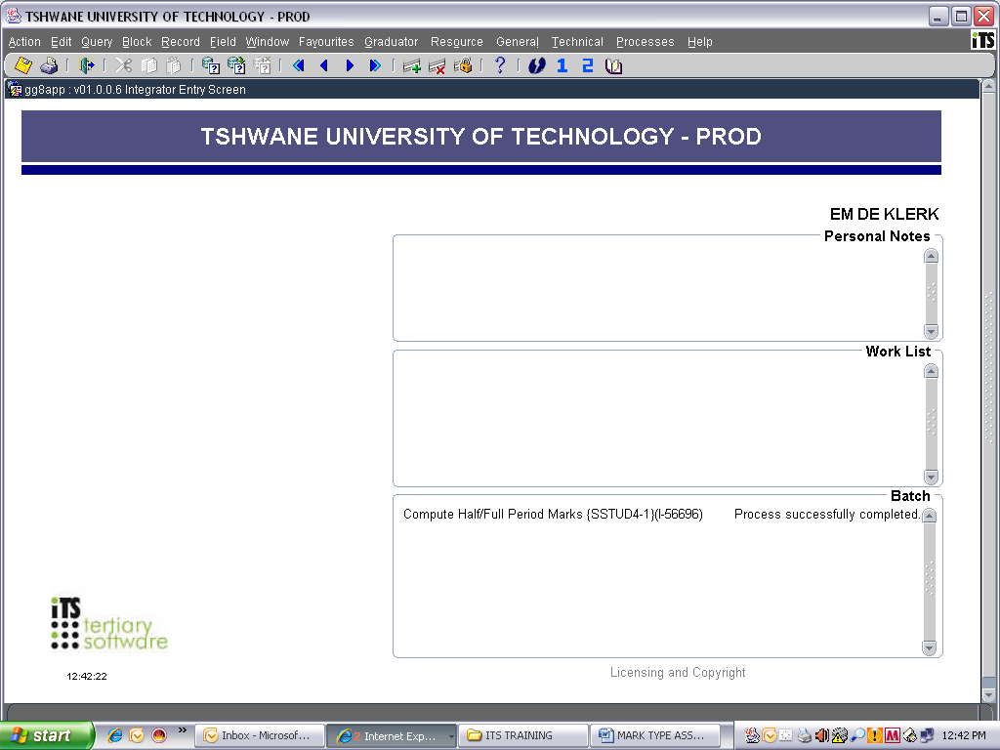 TSHWANE UNIVERSITY OF TECHNOLOGY - PROD
Action Edit Query Block Record Field Window Favourites Graduator Resource General Technical Processes Help
iTS
1 2
gg8app : v01.0.0.6 Integrator Entry Screen
TSHWANE UNIVERSITY OF TECHNOLOGY - PROD
EM DE KLERK
Personal Notes
Work List
Batch
Compute Half/Full Period Marks {SSTUD4-1}(I-56696) Process successfully completed.
iTS
tertiary
software
12:42:22
Licensing and Copyright
start Inbox - Microsof... Internet Exp... ITS TRAINING MARK TYPE ASS... 12:42 PM